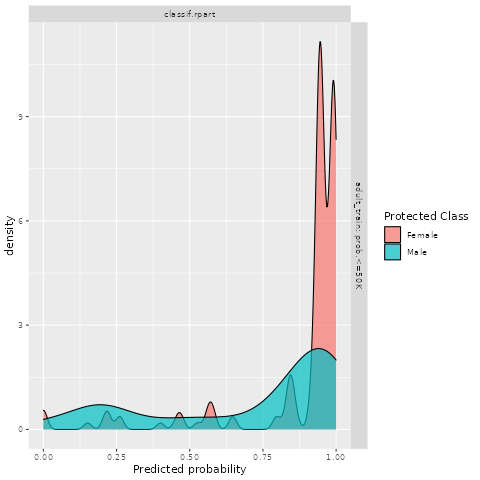 classif.rpart
9
6
3
0
density
0.00 0.25 0.50 0.75 1.00
Predicted probability
adult_train: prob.<=50K
Protected Class
Female
Male